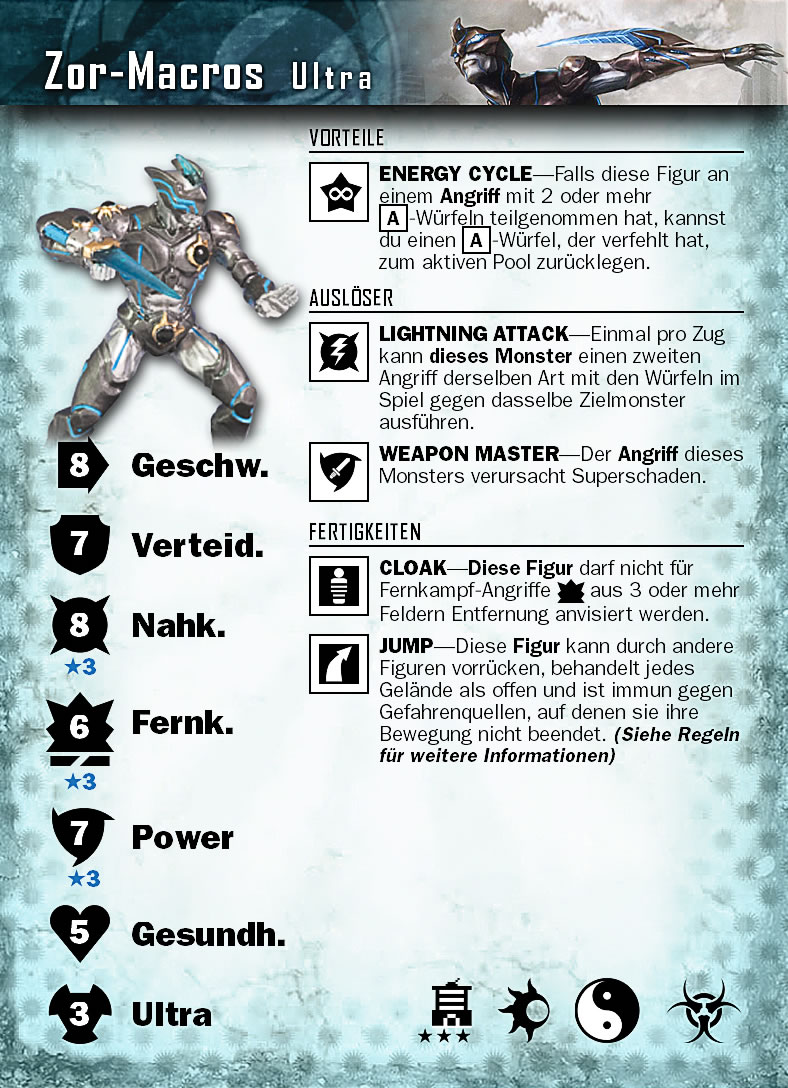 Zor-Macros Ultra
VORTEILE
ENERGY CYCLE—Falls diese Figur an
einem Angriff mit 2 oder mehr
A-Würfeln teilgenommen hat, kannst
du einen A-Würfel, der verfehlt hat,
zum aktiven Pool zurücklegen.
AUSLÖSER
LIGHTNING ATTACK—Einmal pro Zug
kann dieses Monster einen zweiten
Angriff derselben Art mit den Würfeln im
Spiel gegen dasselbe Zielmonster
ausführen.
WEAPON MASTER—Der Angriff dieses
Monsters verursacht Superschaden.
FERTIGKEITEN
CLOAK—Diese Figur darf nicht für
Fernkampf-Angriffe aus 3 oder mehr
Feldern Entfernung anvisiert werden.
JUMP—Diese Figur kann durch andere
Figuren vorrücken, behandelt jedes
Gelände als offen und ist immun gegen
Gefahrenquellen, auf denen sie ihre
Bewegung nicht beendet. (Siehe Regeln
für weitere Informationen)
8 Geschw.
7 Verteid.
8 Nahk.
★3
6 Fernk.
★3
7 Power
★3
5 Gesundh.
3 Ultra
★★★